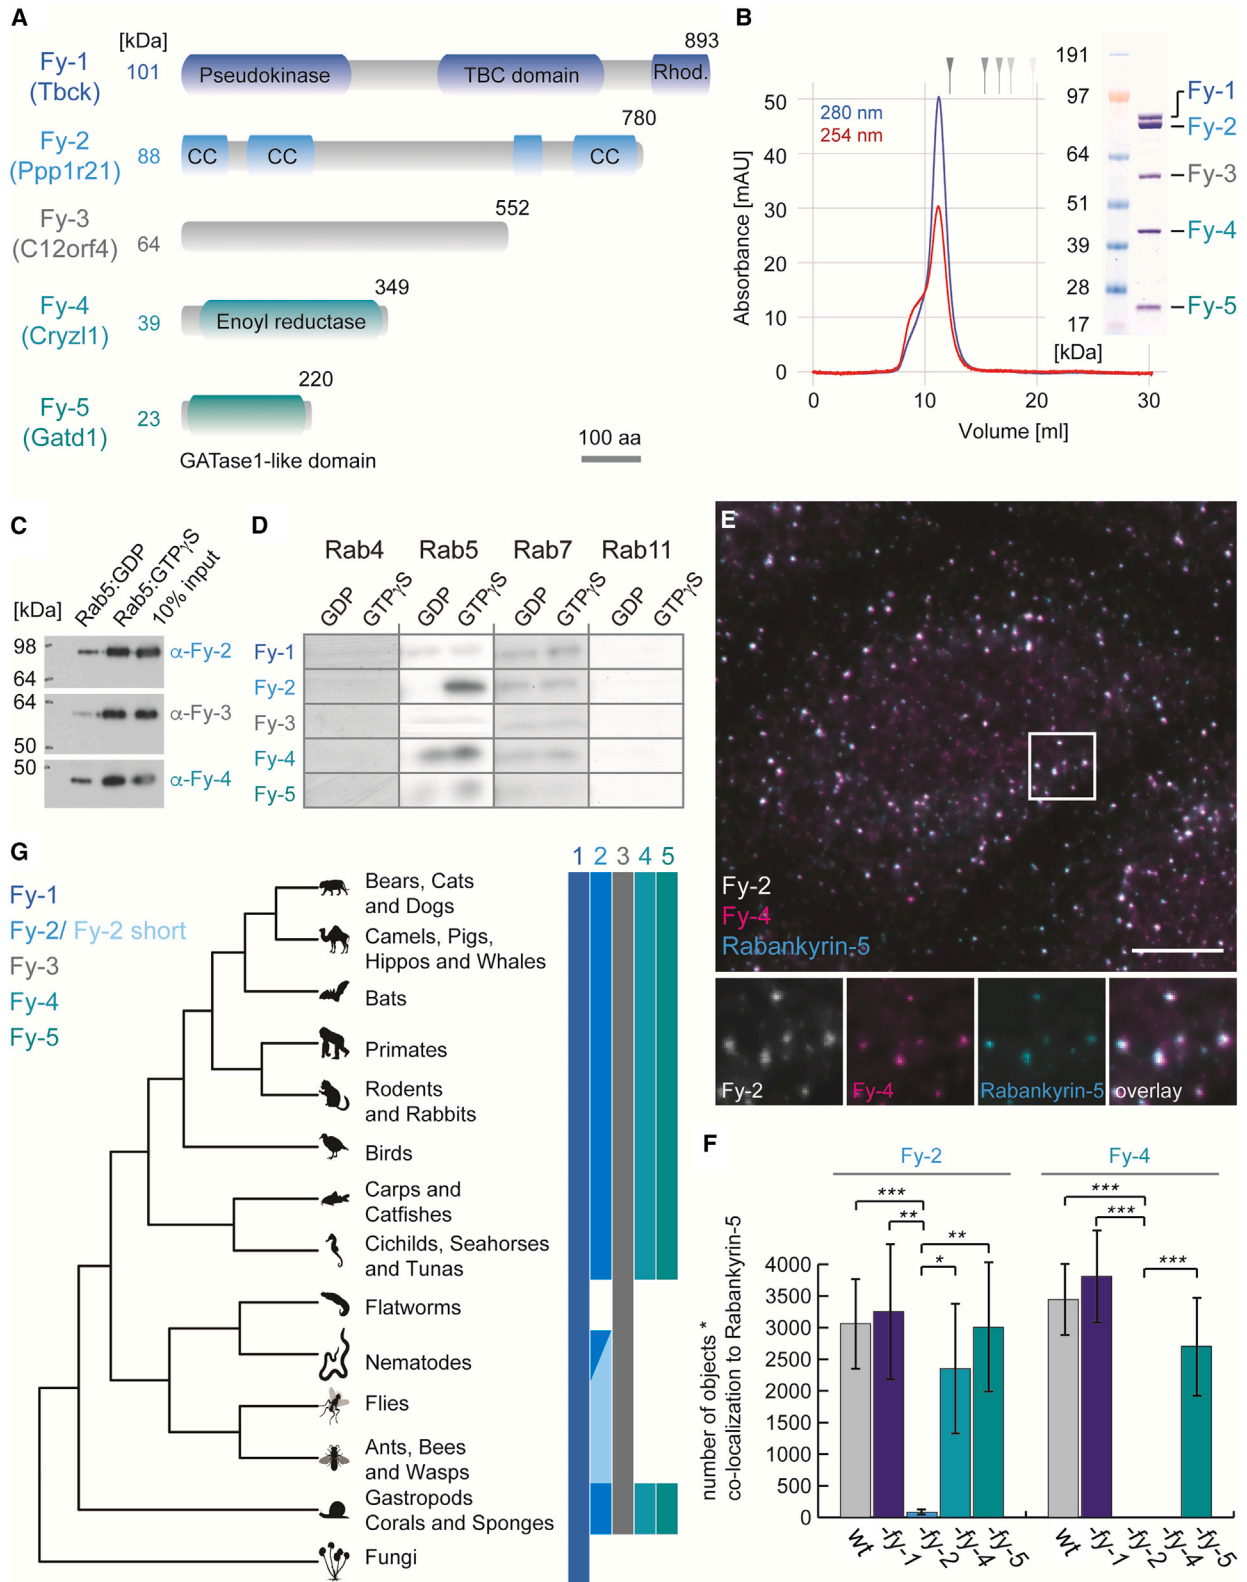 A
[kDa]
Fy-1
(Tbck)
101
Pseudokinase
TBC domain
Rhod.
893
Fy-2
(Ppp1r21)
88
CC
CC
CC
780
Fy-3
(C12orf4)
64
552
Fy-4
(Cryzl1)
39
Enoyl reductase
349
Fy-5
(Gatd1)
23
220
GATase1-like domain
100 aa
B
280 nm
254 nm
Absorbance [mAU]
50
40
30
20
10
0
0 10 20 30
Volume [ml]
191
97
64
51
39
28
17
[kDa]
Fy-1
Fy-2
Fy-3
Fy-4
Fy-5
C
[kDa]
Rab5:GDP
Rab5:GTPγS
10% input
98
64
α-Fy-2
64
50
α-Fy-3
50
α-Fy-4
D
Rab4 Rab5 Rab7 Rab11
GDP GTPγS GDP GTPγS GDP GTPγS GDP GTPγS
Fy-1
Fy-2
Fy-3
Fy-4
Fy-5
E
Fy-2
Fy-4
Rabankyrin-5
Fy-2
Fy-4
Rabankyrin-5
overlay
F
Fy-2
Fy-4
number of objects *
co-localization to Rabankyrin-5
4000
3500
3000
2500
2000
1500
1000
500
0
***
**
**
*
***
***
***
wt -fy-1 -fy-2 -fy-4 -fy-5
wt -fy-1 -fy-2 -fy-4 -fy-5
G
Fy-1
Fy-2/ Fy-2 short
Fy-3
Fy-4
Fy-5
1 2 3 4 5
Bears, Cats
and Dogs
Camels, Pigs,
Hippos and Whales
Bats
Primates
Rodents
and Rabbits
Birds
Carps and
Catfishes
Cichilds, Seahorses
and Tunas
Flatworms
Nematodes
Flies
Ants, Bees
and Wasps
Gastropods
Corals and Sponges
Fungi